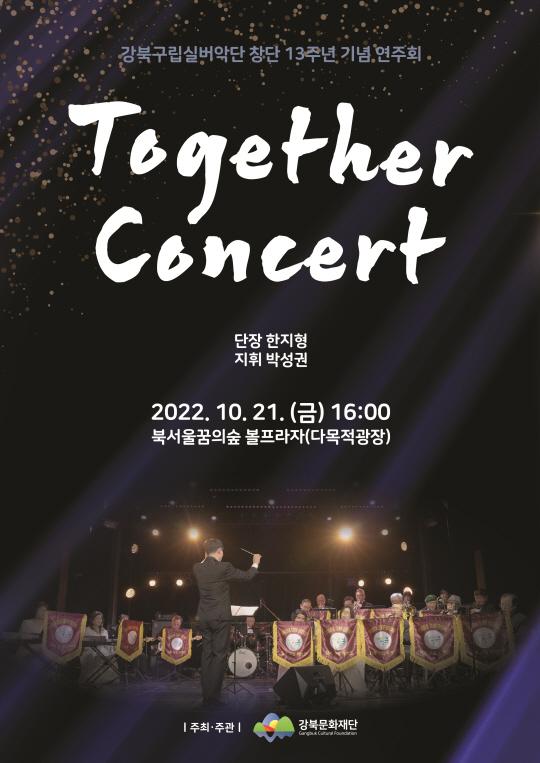 강북구립실버악단 창단 13주년 기념 연주회
Together
Concert
단장 한지형
지휘 박성권
2022. 10. 21. (금) 16:00
북서울꿈의숲 볼프라자(다목적광장)
| 주최·주관 |
강북문화재단
Gangbuk Cultural Foundation